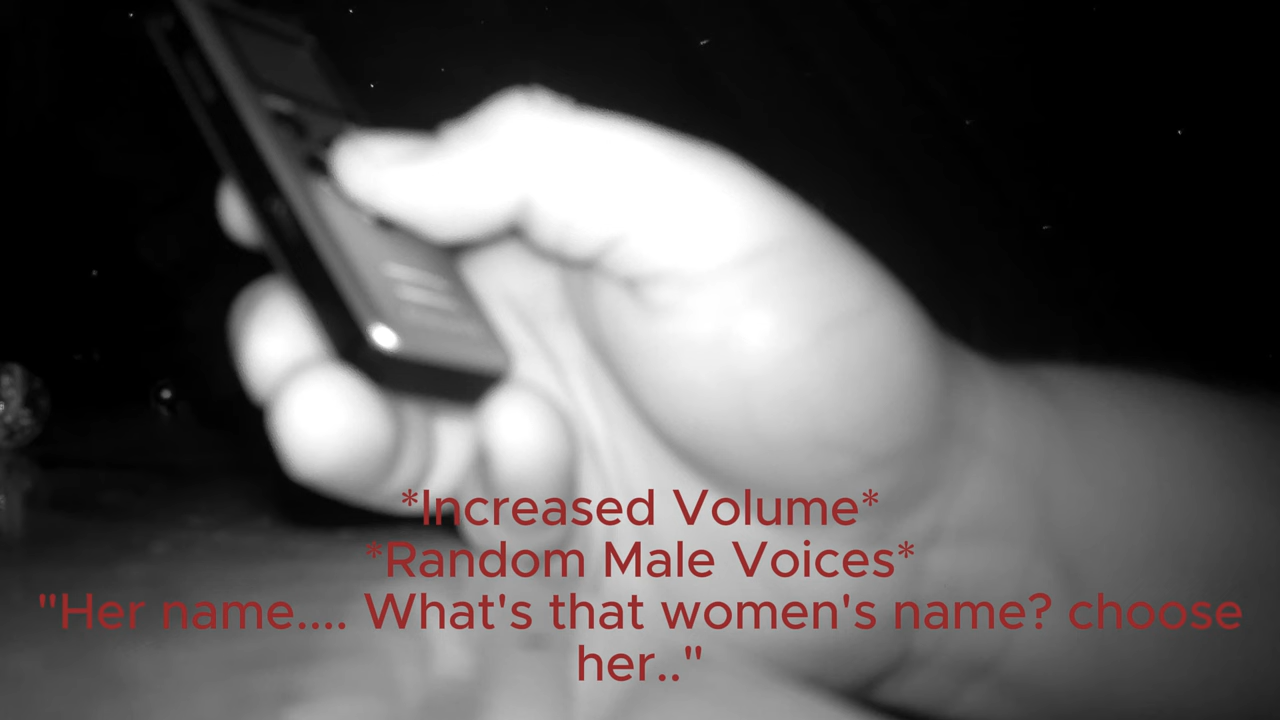 *Increased Volume*
*Random Male Voices*
"Her name.... What's that women's name? choose
her.."